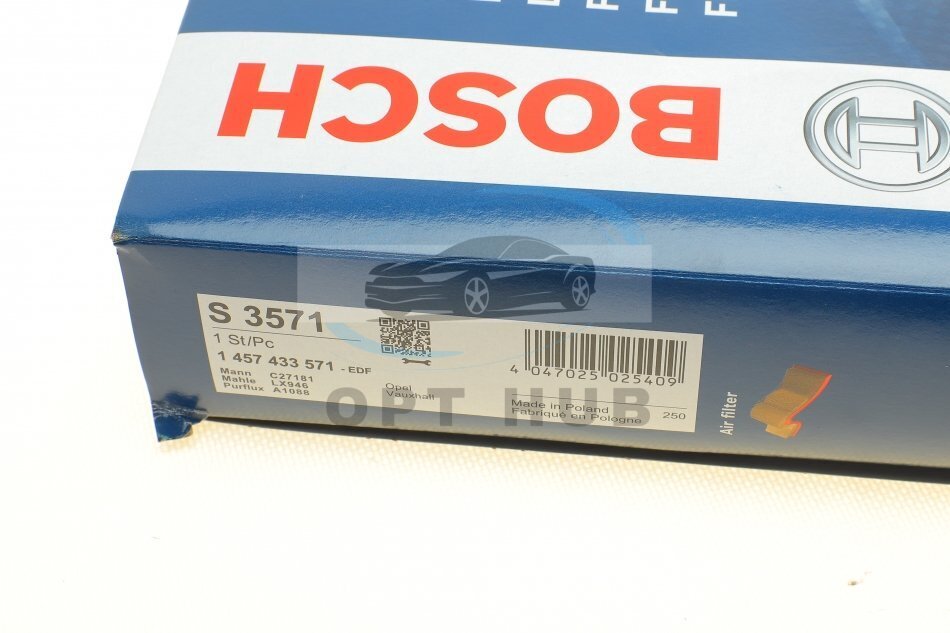 BOSCH
S 3571
1 St/Pc
1 457 433 571 - EDF
Mann C27181
Mahle LX946
Purflux A1088
Opel
Vauxhall
4 047025 025409
Made in Poland
Fabriqué en Pologne
250
Air filter
OPT HUB